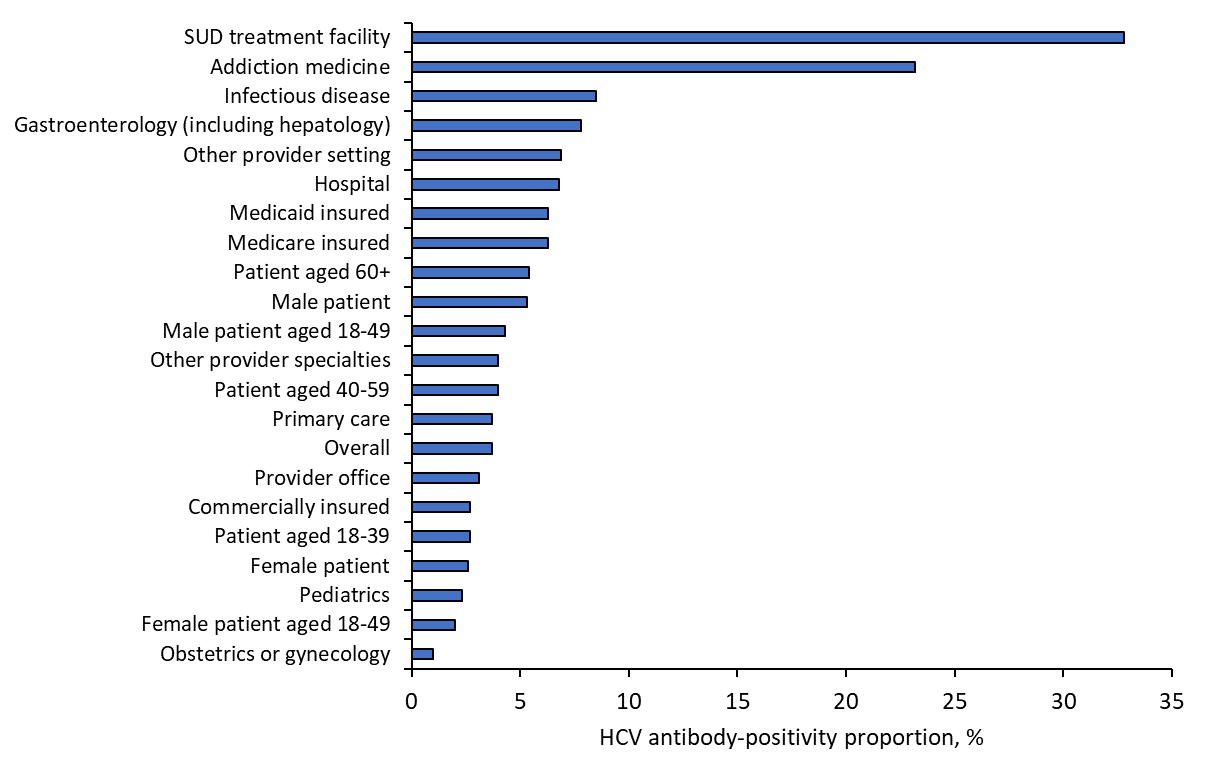 SUD treatment facility
Addiction medicine
Infectious disease
Gastroenterology (including hepatology)
Other provider setting
Hospital
Medicaid insured
Medicare insured
Patient aged 60+
Male patient
Male patient aged 18-49
Other provider specialties
Patient aged 40-59
Primary care
Overall
Provider office
Commercially insured
Patient aged 18-39
Female patient
Pediatrics
Female patient aged 18-49
Obstetrics or gynecology
0 5 10 15 20 25 30 35
HCV antibody-positivity proportion, %